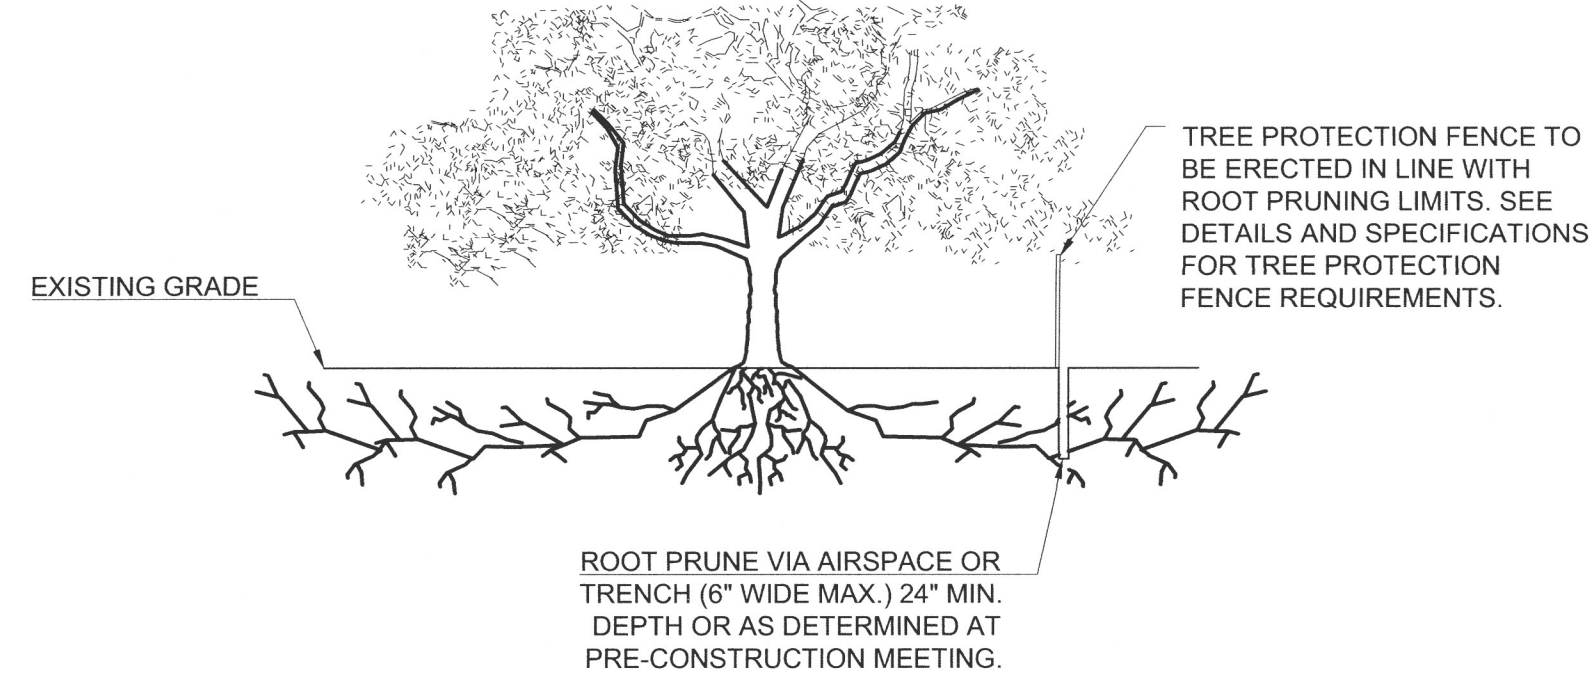 TREE PROTECTION FENCE TO
BE ERECTED IN LINE WITH
ROOT PRUNING LIMITS. SEE
DETAILS AND SPECIFICATIONS
FOR TREE PROTECTION
FENCE REQUIREMENTS.
EXISTING GRADE
ROOT PRUNE VIA AIRSPACE OR
TRENCH (6" WIDE MAX.) 24" MIN.
DEPTH OR AS DETERMINED AT
PRE-CONSTRUCTION MEETING.